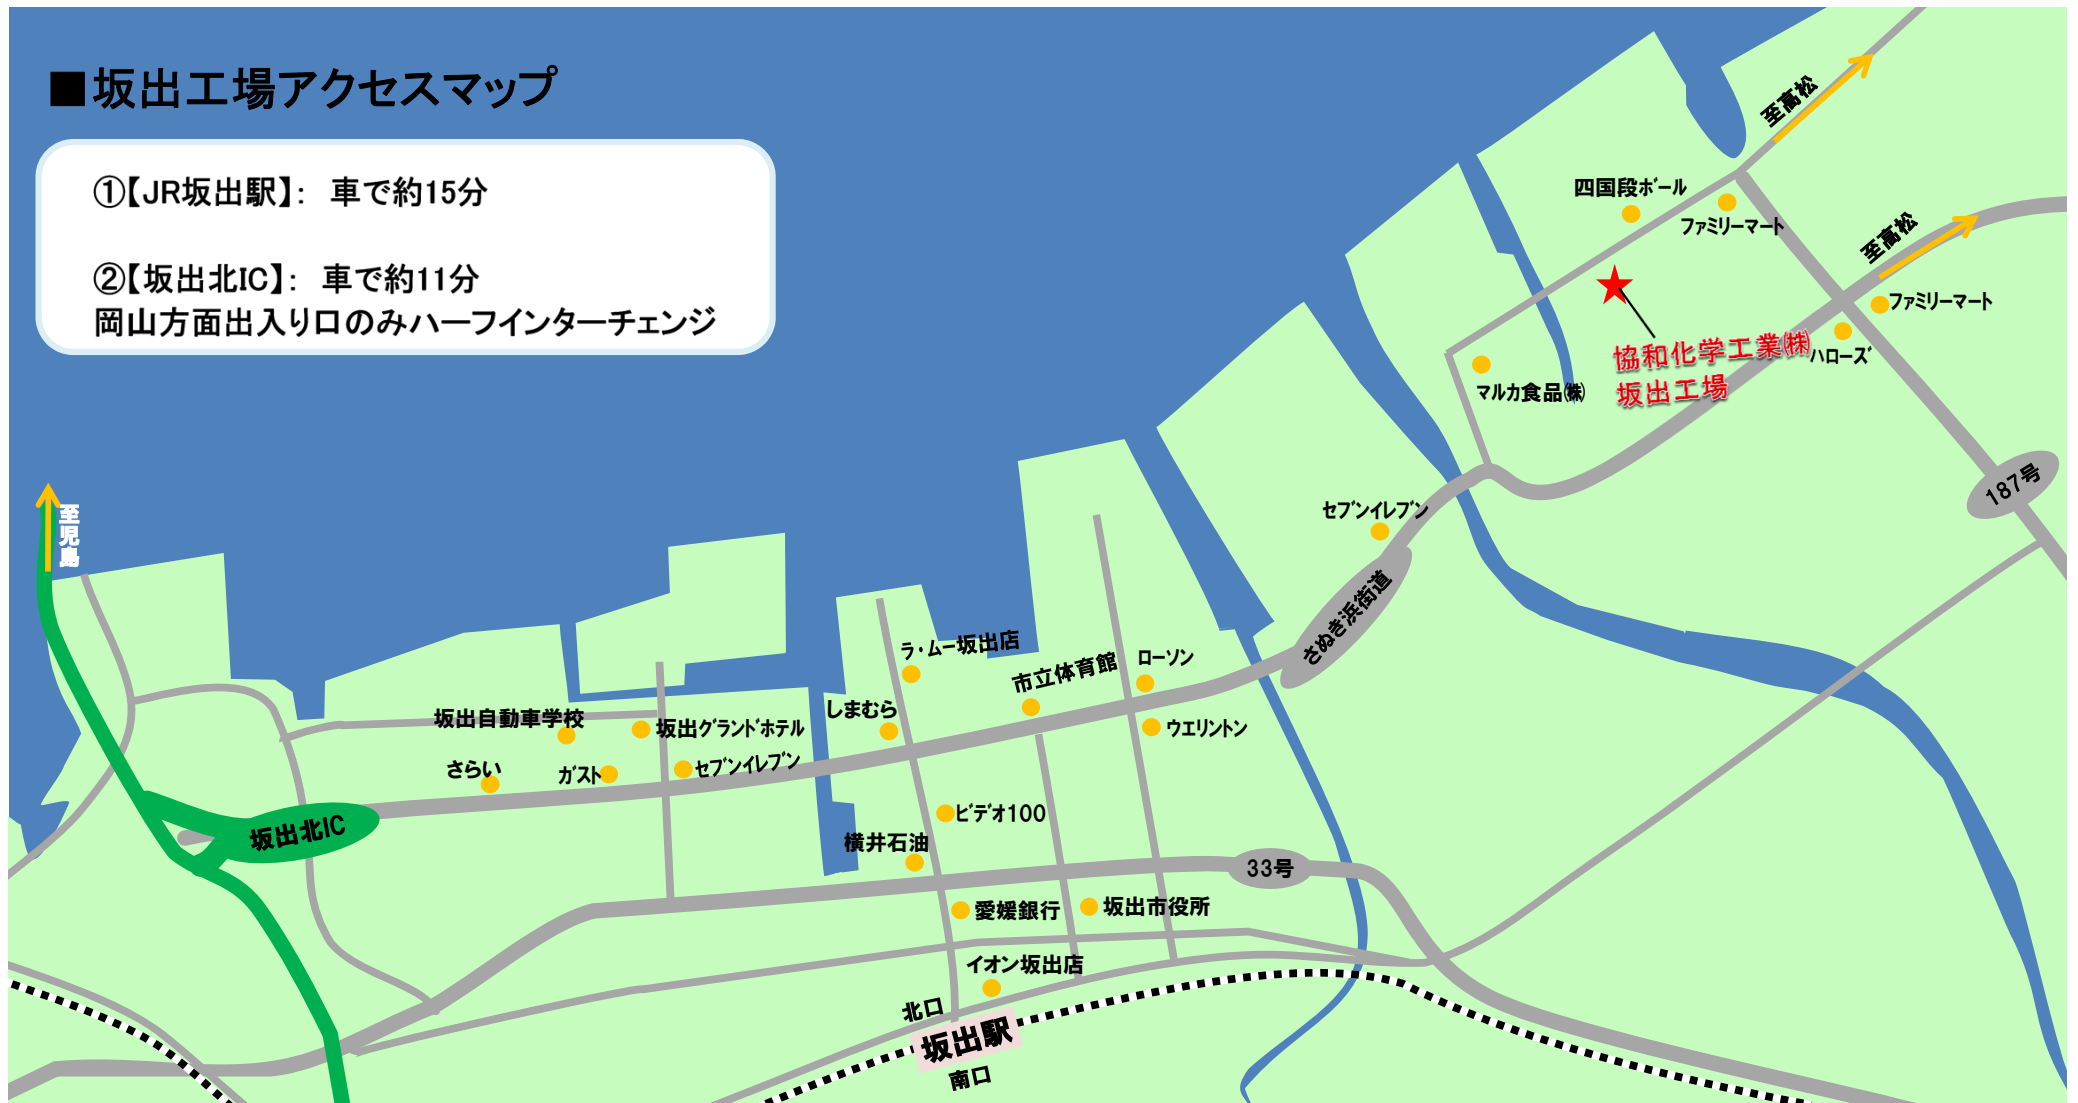 ■坂出工場アクセスマップ
①【JR坂出駅】： 車で約15分
②【坂出北IC】： 車で約11分
岡山方面出入り口のみハーフインターチェンジ
至高松
四国段ボール
ファミリーマート
至高松
ファミリーマート
ハローズ
協和化学工業㈱
坂出工場
マルカ食品㈱
187号
セブンイレブン
さぬき浜街道
至児島
ラ・ムー坂出店
市立体育館
ローソン
ウエリントン
しまむら
坂出自動車学校
坂出グランドホテル
さらい
ガスト
セブンイレブン
坂出北IC
ビデオ100
横井石油
33号
愛媛銀行
坂出市役所
イオン坂出店
北口
坂出駅
南口